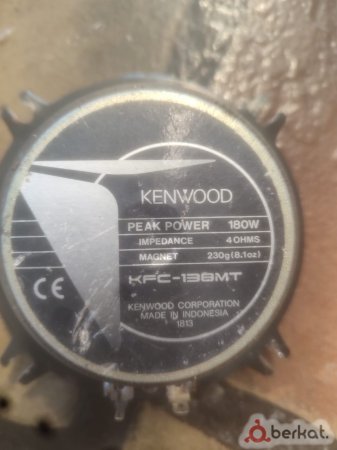 KENWOOD
PEAK POWER 180W
IMPEDANCE 4 OHMS
MAGNET 230g(8.1oz)
KFC-138MT
CE
KENWOOD CORPORATION
MADE IN INDONESIA
1813
berkat.